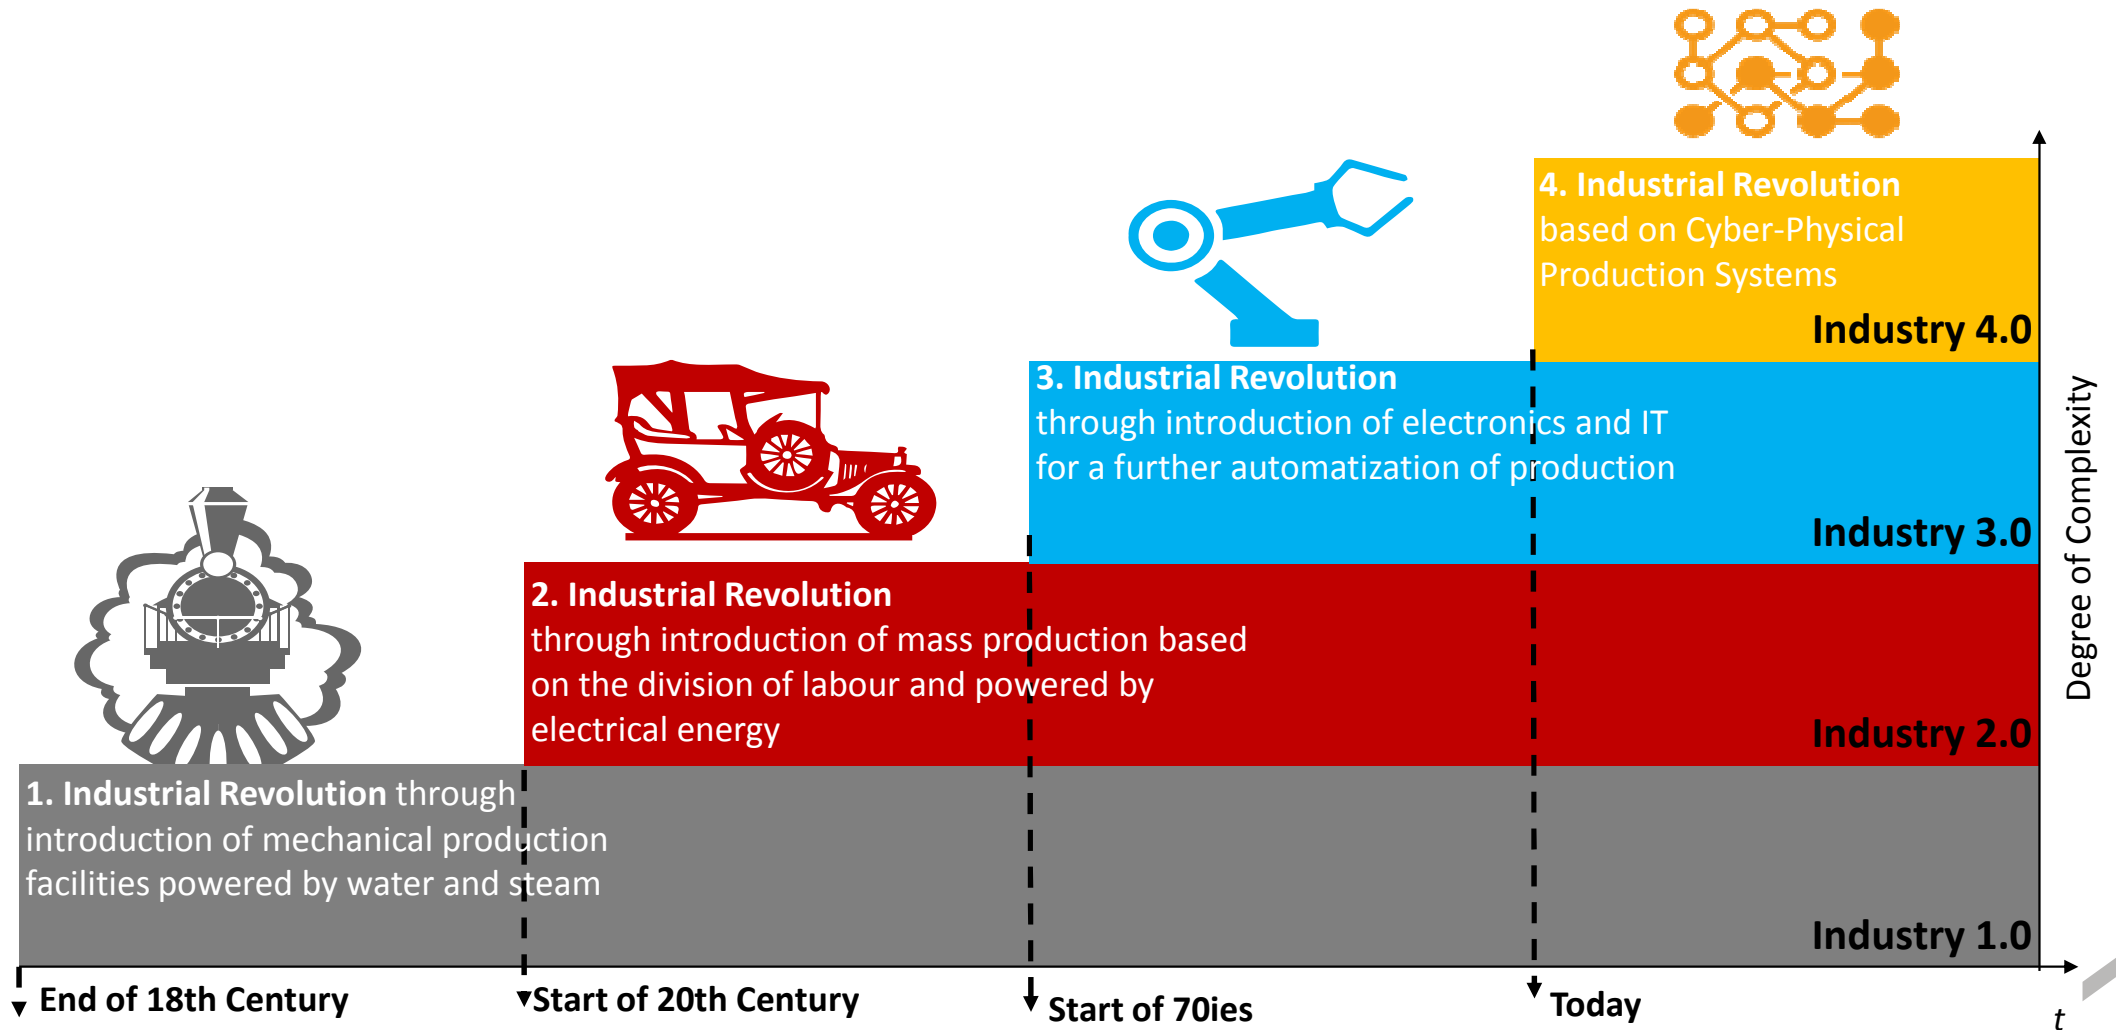 4. Industrial Revolution
based on Cyber-Physical
Production Systems
Industry 4.0
3. Industrial Revolution
through introduction of electronics and IT
for a further automatization of production
Industry 3.0
2. Industrial Revolution
through introduction of mass production based
on the division of labour and powered by
electrical energy
Industry 2.0
1. Industrial Revolution through
introduction of mechanical production
facilities powered by water and steam
Industry 1.0
Degree of Complexity
End of 18th Century
Start of 20th Century
Start of 70ies
Today
t